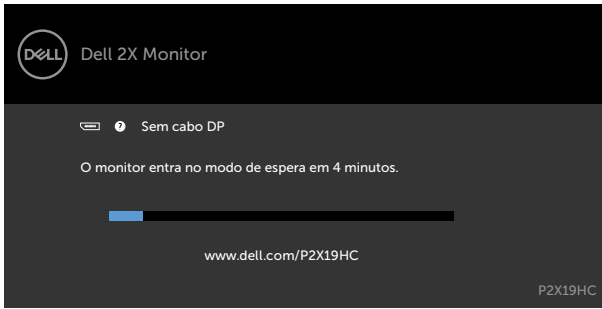 DELL
Dell 2X Monitor
? Sem cabo DP
O monitor entra no modo de espera em 4 minutos.
www.dell.com/P2X19HC
P2X19HC